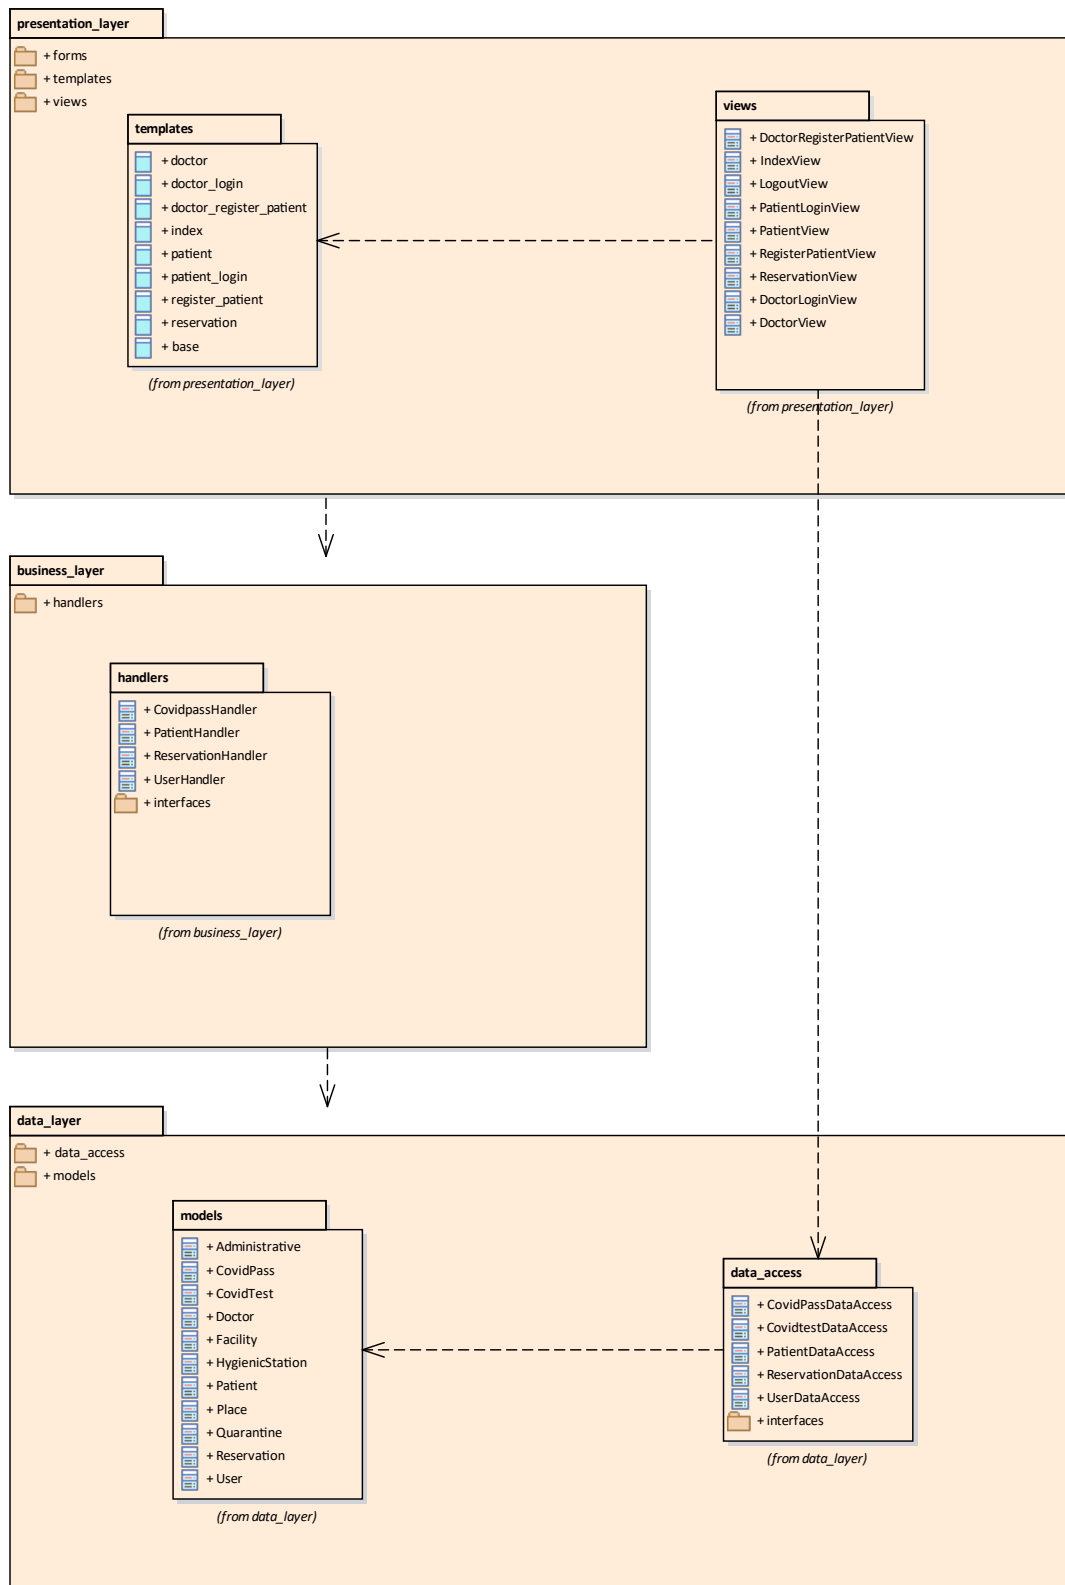 presentation_layer
+ forms
+ templates
+ views
templates
+ doctor
+ doctor_login
+ doctor_register_patient
+ index
+ patient
+ patient_login
+ register_patient
+ reservation
+ base
(from presentation_layer)
views
+ DoctorRegisterPatientView
+ IndexView
+ LogoutView
+ PatientLoginView
+ PatientView
+ RegisterPatientView
+ ReservationView
+ DoctorLoginView
+ DoctorView
(from presentation_layer)
business_layer
+ handlers
handlers
+ CovidpassHandler
+ PatientHandler
+ ReservationHandler
+ UserHandler
+ interfaces
(from business_layer)
data_layer
+ data_access
+ models
models
+ Administrative
+ CovidPass
+ CovidTest
+ Doctor
+ Facility
+ HygienicStation
+ Patient
+ Place
+ Quarantine
+ Reservation
+ User
(from data_layer)
data_access
+ CovidPassDataAccess
+ CovidtestDataAccess
+ PatientDataAccess
+ ReservationDataAccess
+ UserDataAccess
+ interfaces
(from data_layer)